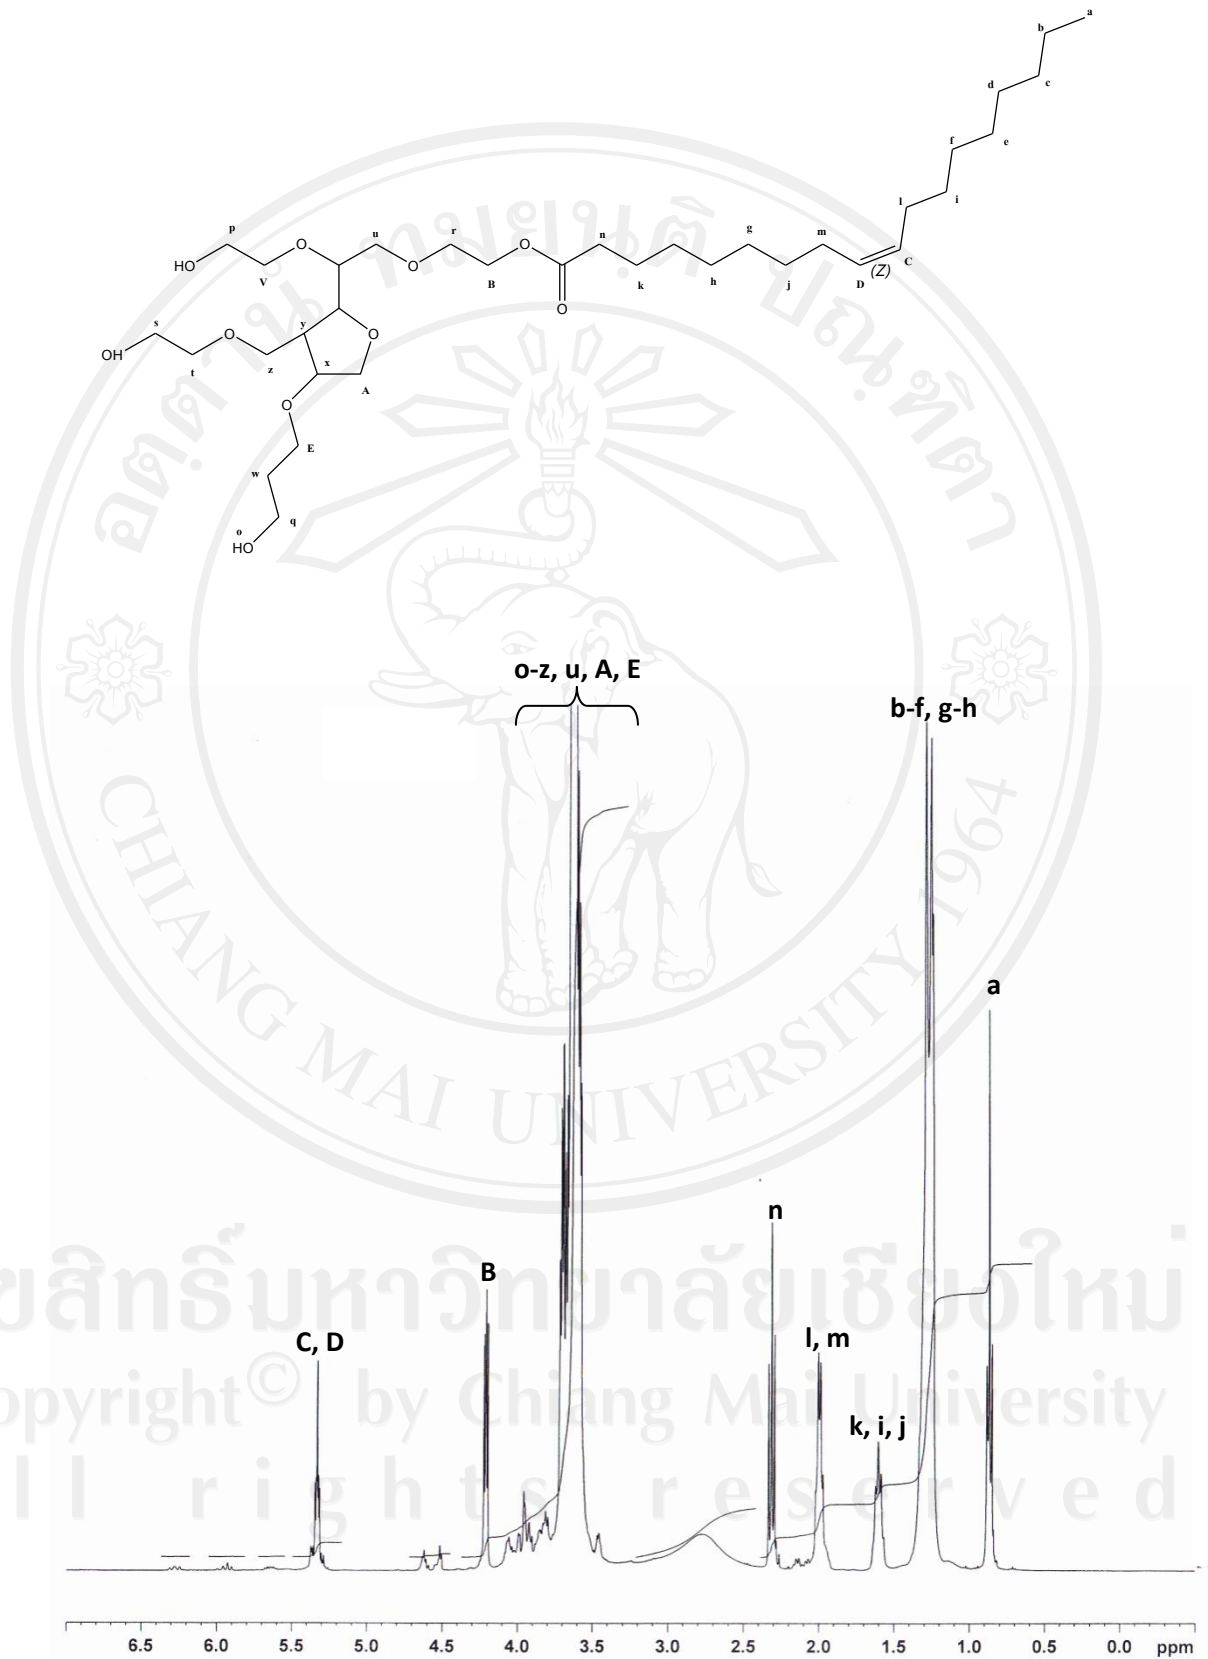 a
b
d
c
f
e
l
i
p
u
r
n
g
m
O
O
HO
O
C
V
B
k
h
j
D
(Z)
O
s
y
O
O
OH
t
z
x
A
O
E
w
o
q
HO
o-z, u, A, E
b-f, g-h
a
n
B
C, D
l, m
k, i, j
6.5 6.0 5.5 5.0 4.5 4.0 3.5 3.0 2.5 2.0 1.5 1.0 0.5 0.0 ppm
CHIANG MAI UNIVERSITY 1964
ขสิทธิ์มหาวิทยาลัยเชียงใหม่
opyright© by Chiang Mai University
ll rights reserved